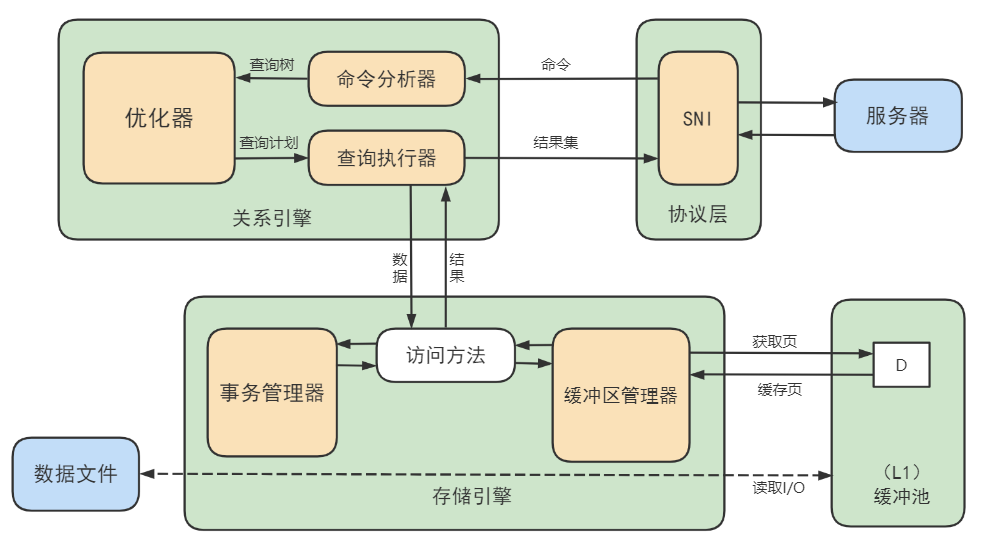 查询树
命令分析器
命令
优化器
SNI
服务器
查询计划
查询执行器
结果集
关系引擎
协议层
数
据
结
果
访问方法
获取页
D
事务管理器
缓冲区管理器
缓存页
数据文件
(L1)
缓冲池
读取I/O
存储引擎